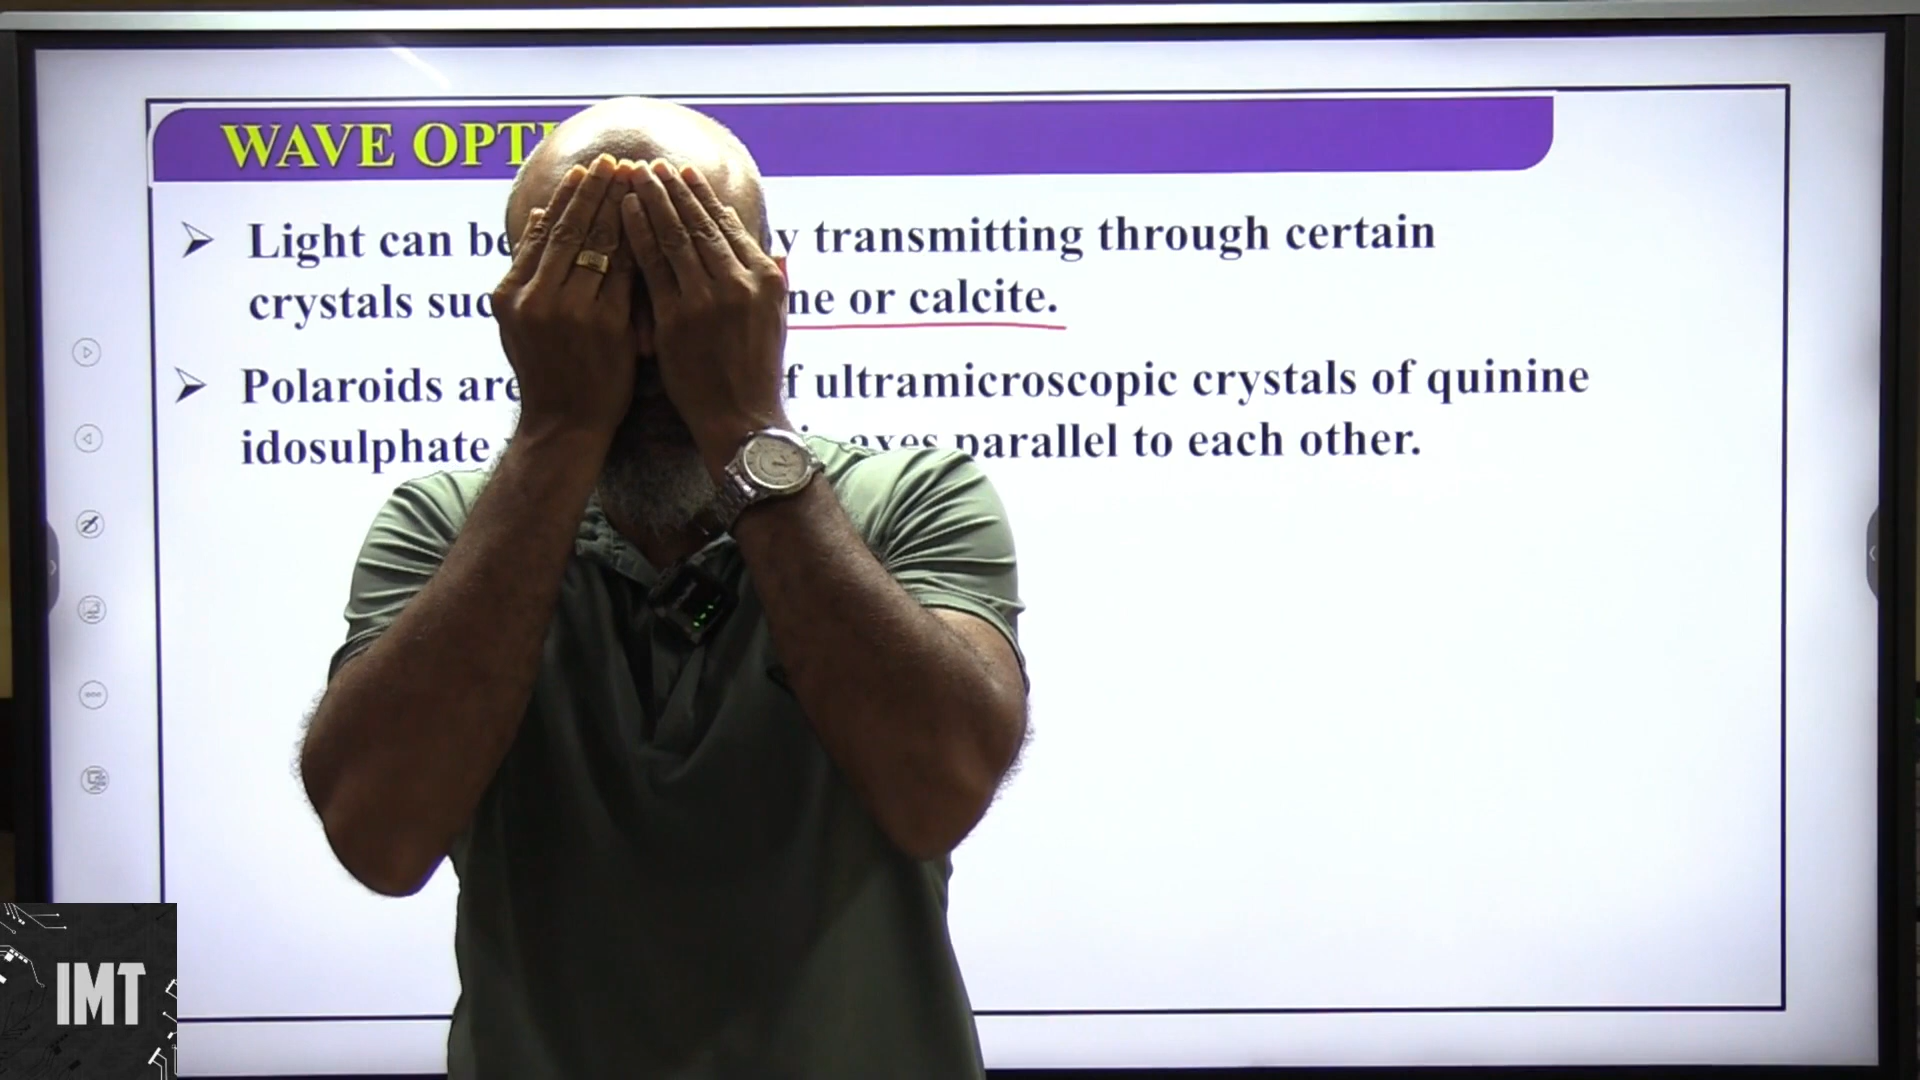 WAVE OPT
Light can be y transmitting through certain
crystals suc ne or calcite.
Polaroids are f ultramicroscopic crystals of quinine
idosulphate axes parallel to each other.
IMT